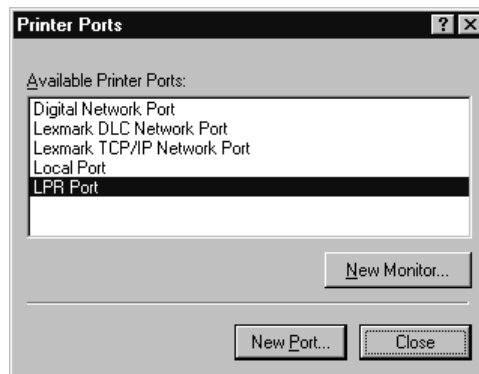 Printer Ports
Available Printer Ports:
Digital Network Port
Lexmark DLC Network Port
Lexmark TCP/IP Network Port
Local Port
LPR Port
New Monitor...
New Port...
Close